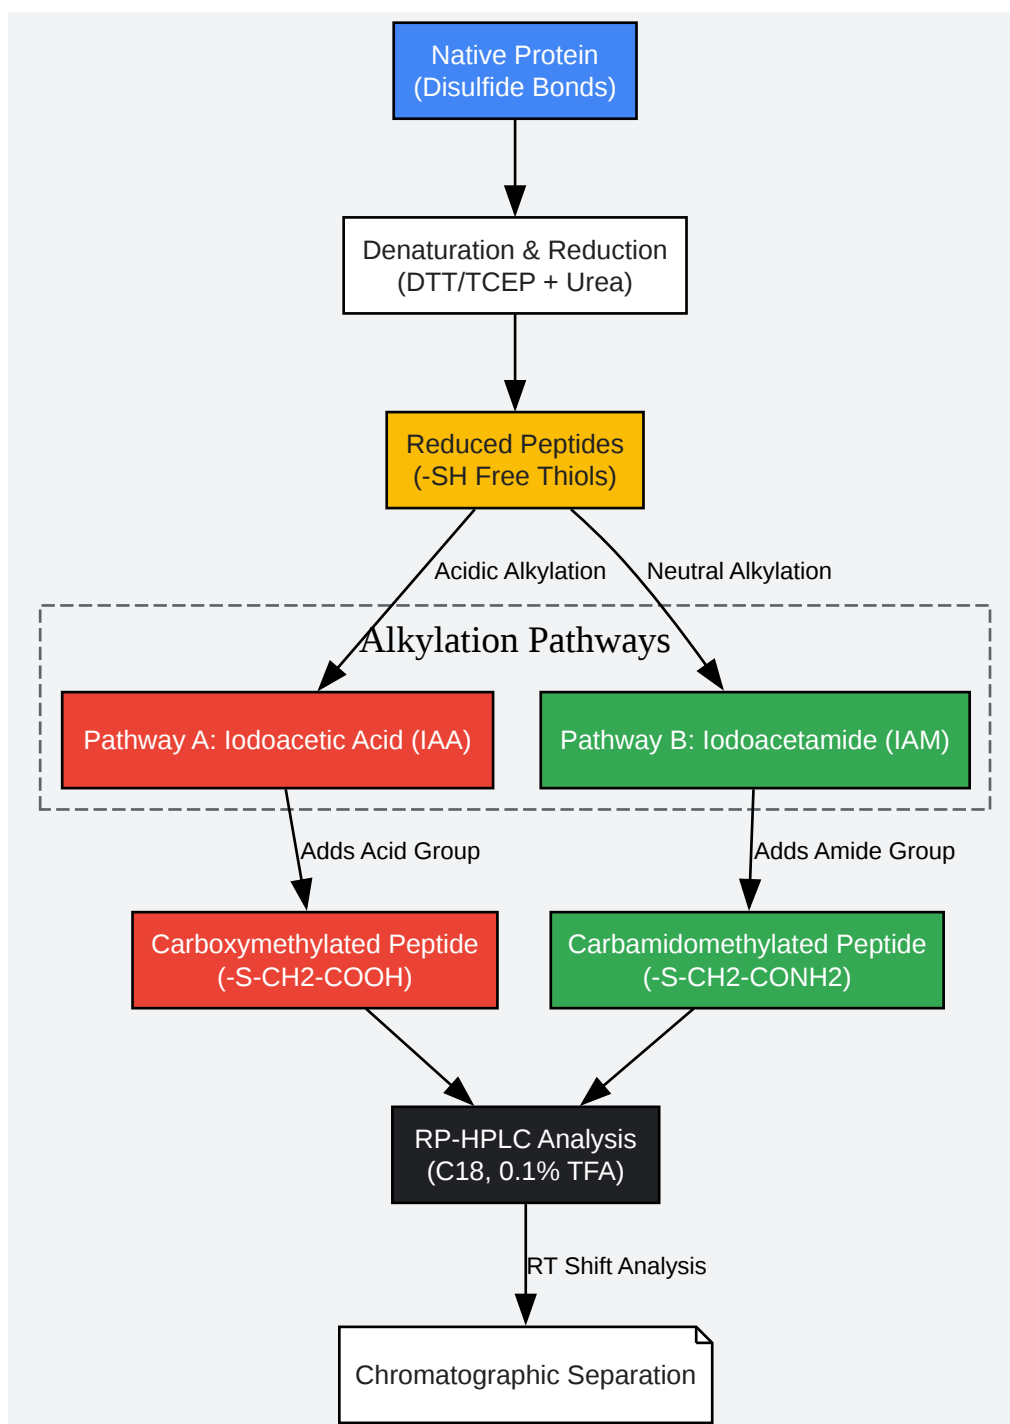 Native Protein
(Disulfide Bonds)
Denaturation & Reduction
(DTT/TCEP + Urea)
Reduced Peptides
(-SH Free Thiols)
Acidic Alkylation
Neutral Alkylation
Alkylation Pathways
Pathway A: Iodoacetic Acid (IAA)
Pathway B: Iodoacetamide (IAM)
Adds Acid Group
Adds Amide Group
Carboxymethylated Peptide
(-S-CH2-COOH)
Carbamidomethylated Peptide
(-S-CH2-CONH2)
RP-HPLC Analysis
(C18, 0.1% TFA)
RT Shift Analysis
Chromatographic Separation